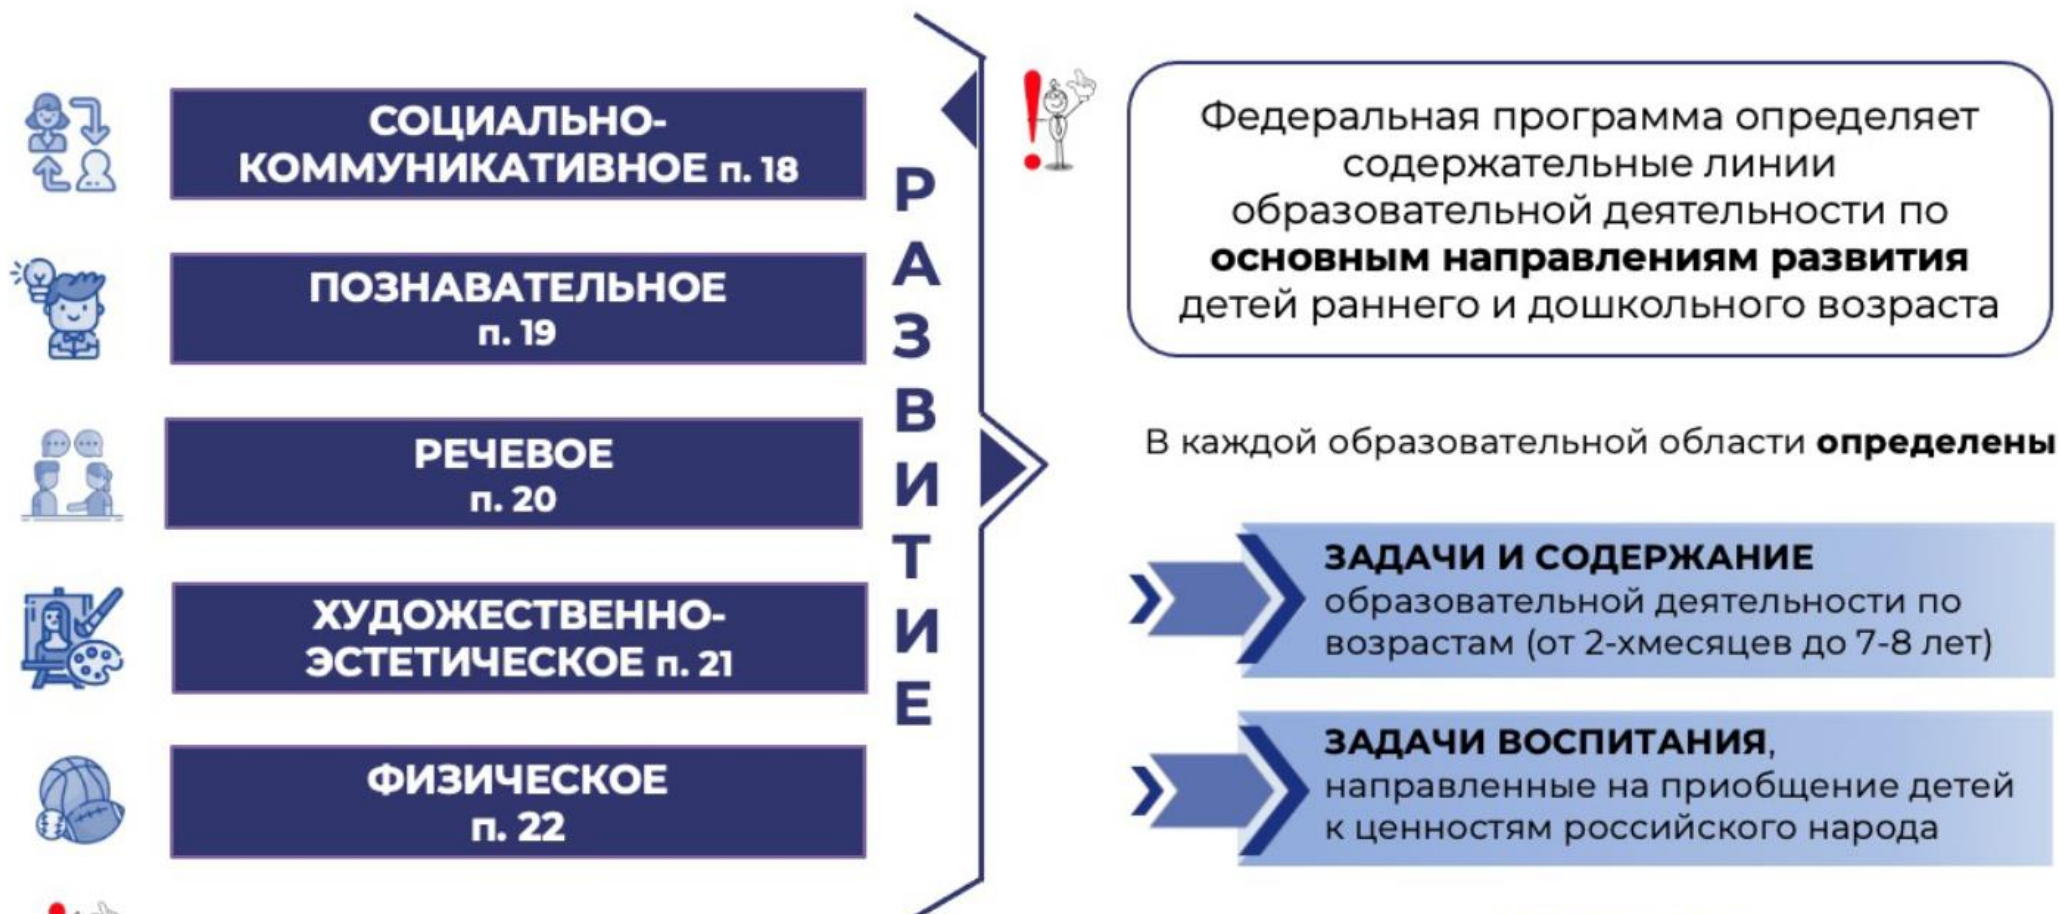 СОЦИАЛЬНО-
КОММУНИКАТИВНОЕ п. 18
ПОЗНАВАТЕЛЬНОЕ
п. 19
РЕЧЕВОЕ
п. 20
ХУДОЖЕСТВЕННО-
ЭСТЕТИЧЕСКОЕ п. 21
ФИЗИЧЕСКОЕ
п. 22
РАЗВИТИЕ
Федеральная программа определяет
содержательные линии
образовательной деятельности по
основным направлениям развития
детей раннего и дошкольного возраста
В каждой образовательной области определены
ЗАДАЧИ И СОДЕРЖАНИЕ
образовательной деятельности по
возрастам (от 2-хмесяцев до 7-8 лет)
ЗАДАЧИ ВОСПИТАНИЯ,
направленные на приобщение детей
к ценностям российского народа